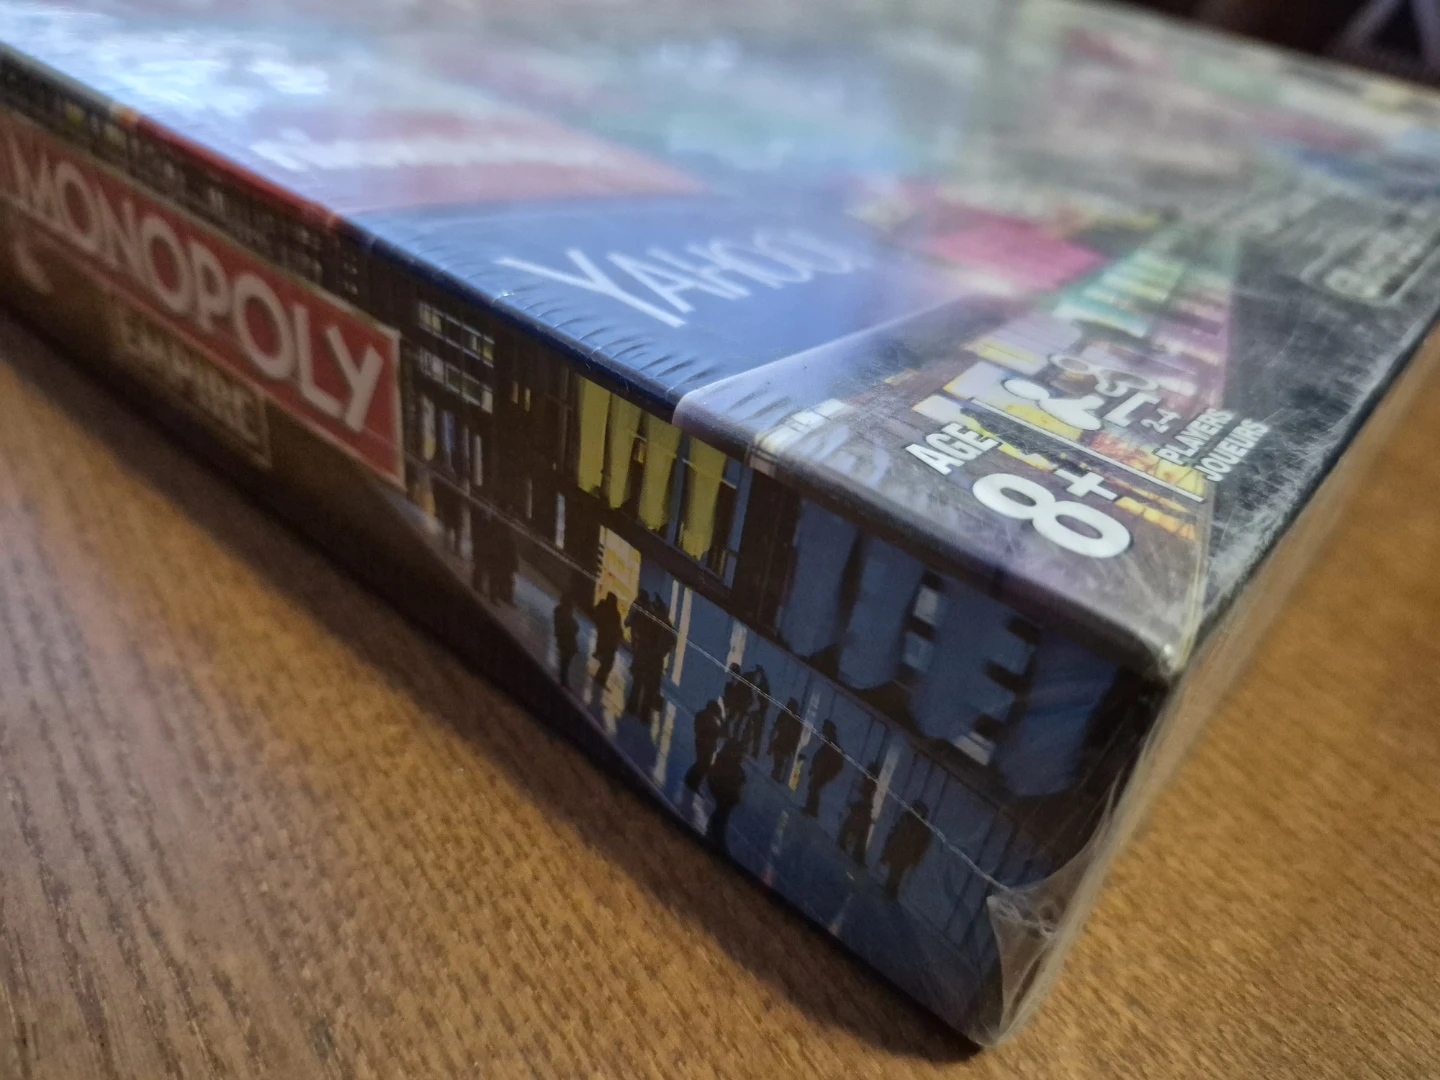 MONOPOLY
EMPIRE
YAHOO!
AGE
8+
2-4
PLAYERS
JOUEURS